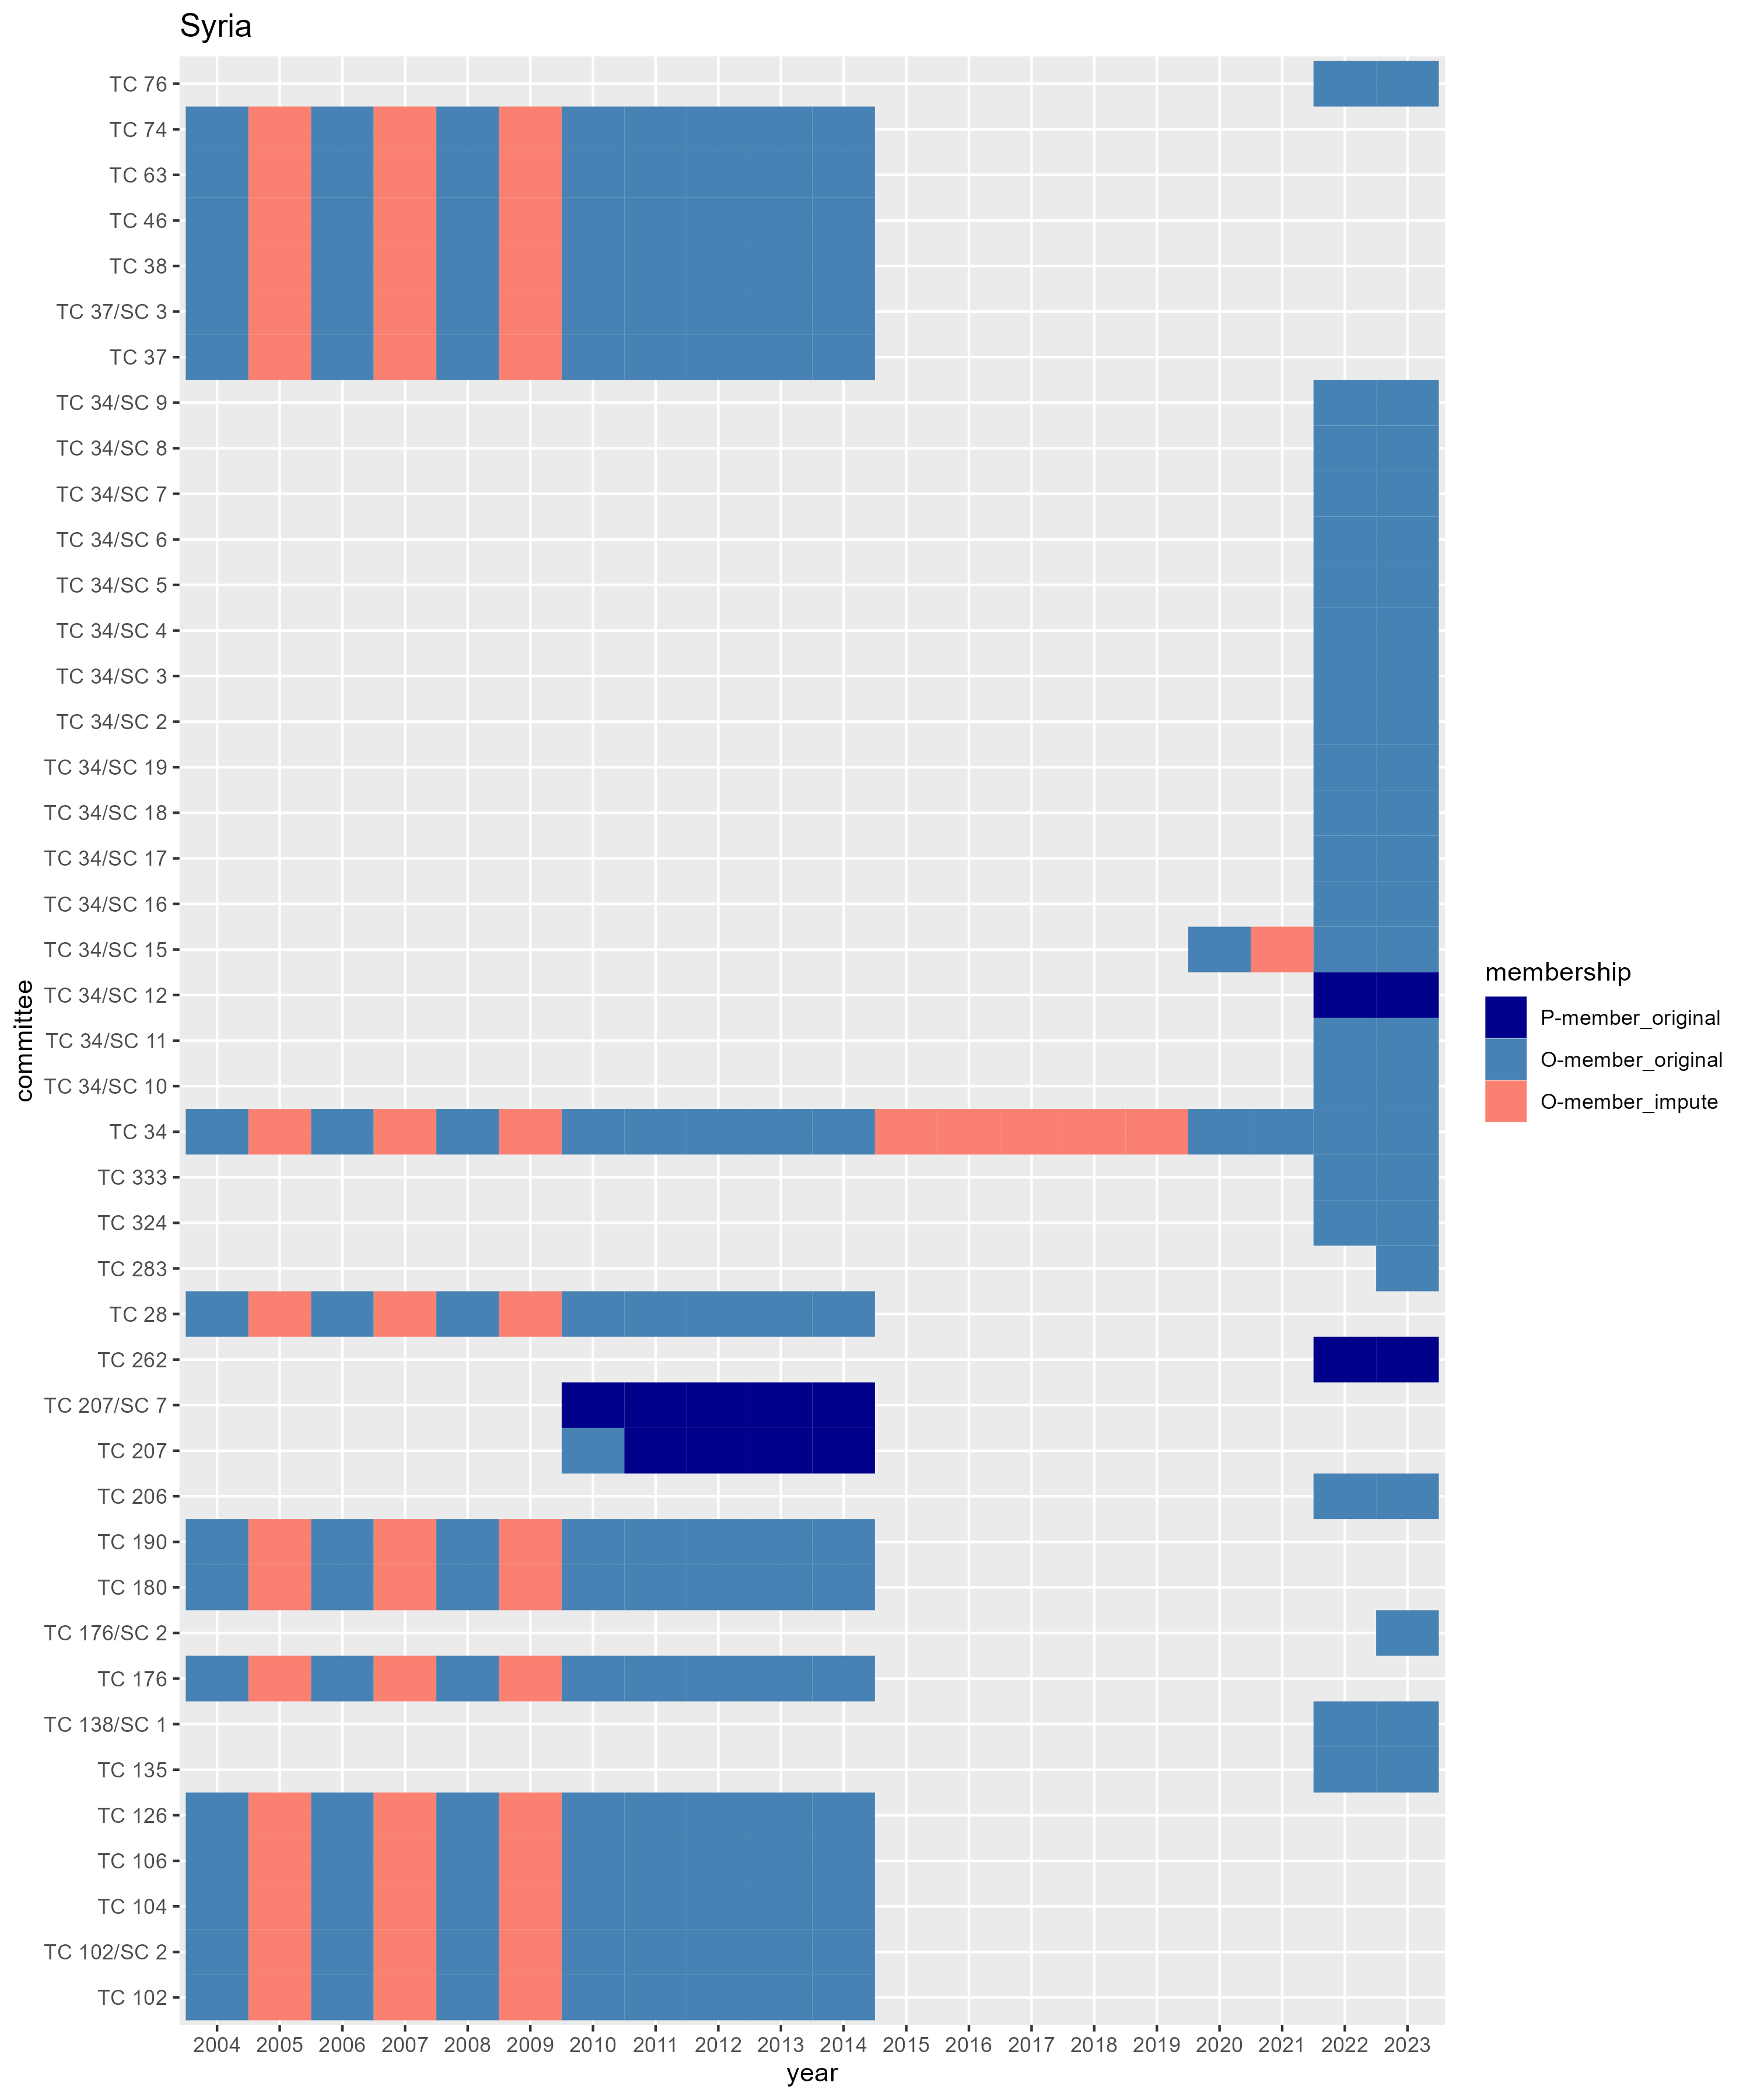 Syria
TC 76
TC 74
TC 63
TC 46
TC 38
TC 37/SC 3
TC 37
TC 34/SC 9
TC 34/SC 8
TC 34/SC 7
TC 34/SC 6
TC 34/SC 5
TC 34/SC 4
TC 34/SC 3
TC 34/SC 2
TC 34/SC 19
TC 34/SC 18
TC 34/SC 17
TC 34/SC 16
TC 34/SC 15
TC 34/SC 12
TC 34/SC 11
TC 34/SC 10
TC 34
TC 333
TC 324
TC 283
TC 28
TC 262
TC 207/SC 7
TC 207
TC 206
TC 190
TC 180
TC 176/SC 2
TC 176
TC 138/SC 1
TC 135
TC 126
TC 106
TC 104
TC 102/SC 2
TC 102
committee
2004 2005 2006 2007 2008 2009 2010 2011 2012 2013 2014 2015 2016 2017 2018 2019 2020 2021 2022 2023
year
membership
P-member_original
O-member_original
O-member_impute